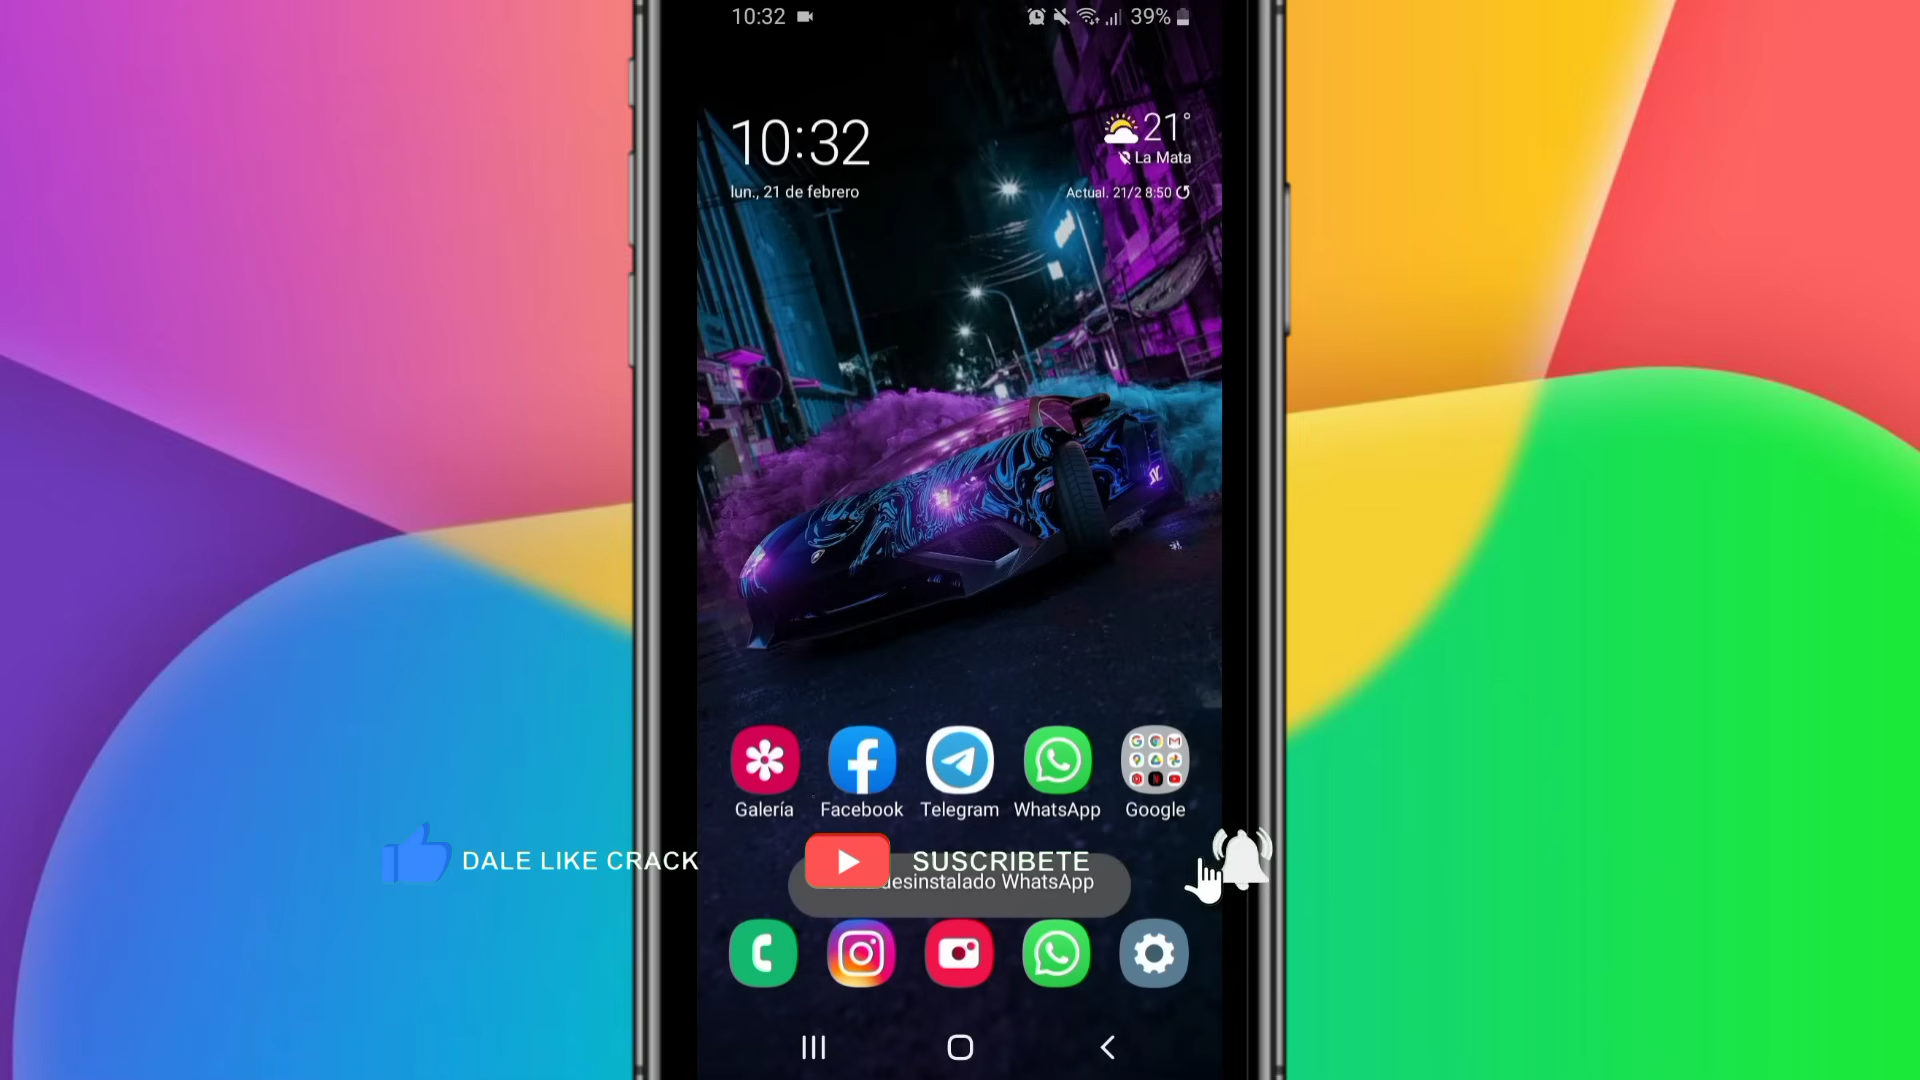 10:32
39%
10:32
21°
La Mata
lun., 21 de febrero
Actual. 21/2 8:50
Galería
Facebook
Telegram
WhatsApp
Google
DALE LIKE CRACK
SUSCRIBETE
desinstalado WhatsApp